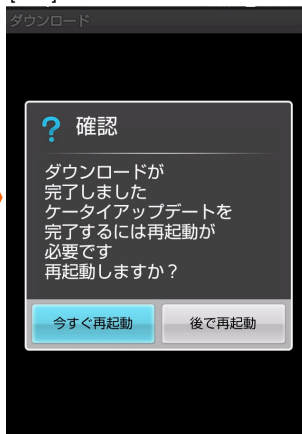 ダウンロード
確認
ダウンロードが
完了しました
ケータイアップデートを
完了するには再起動が
必要です
再起動しますか？
今すぐ再起動
後で再起動